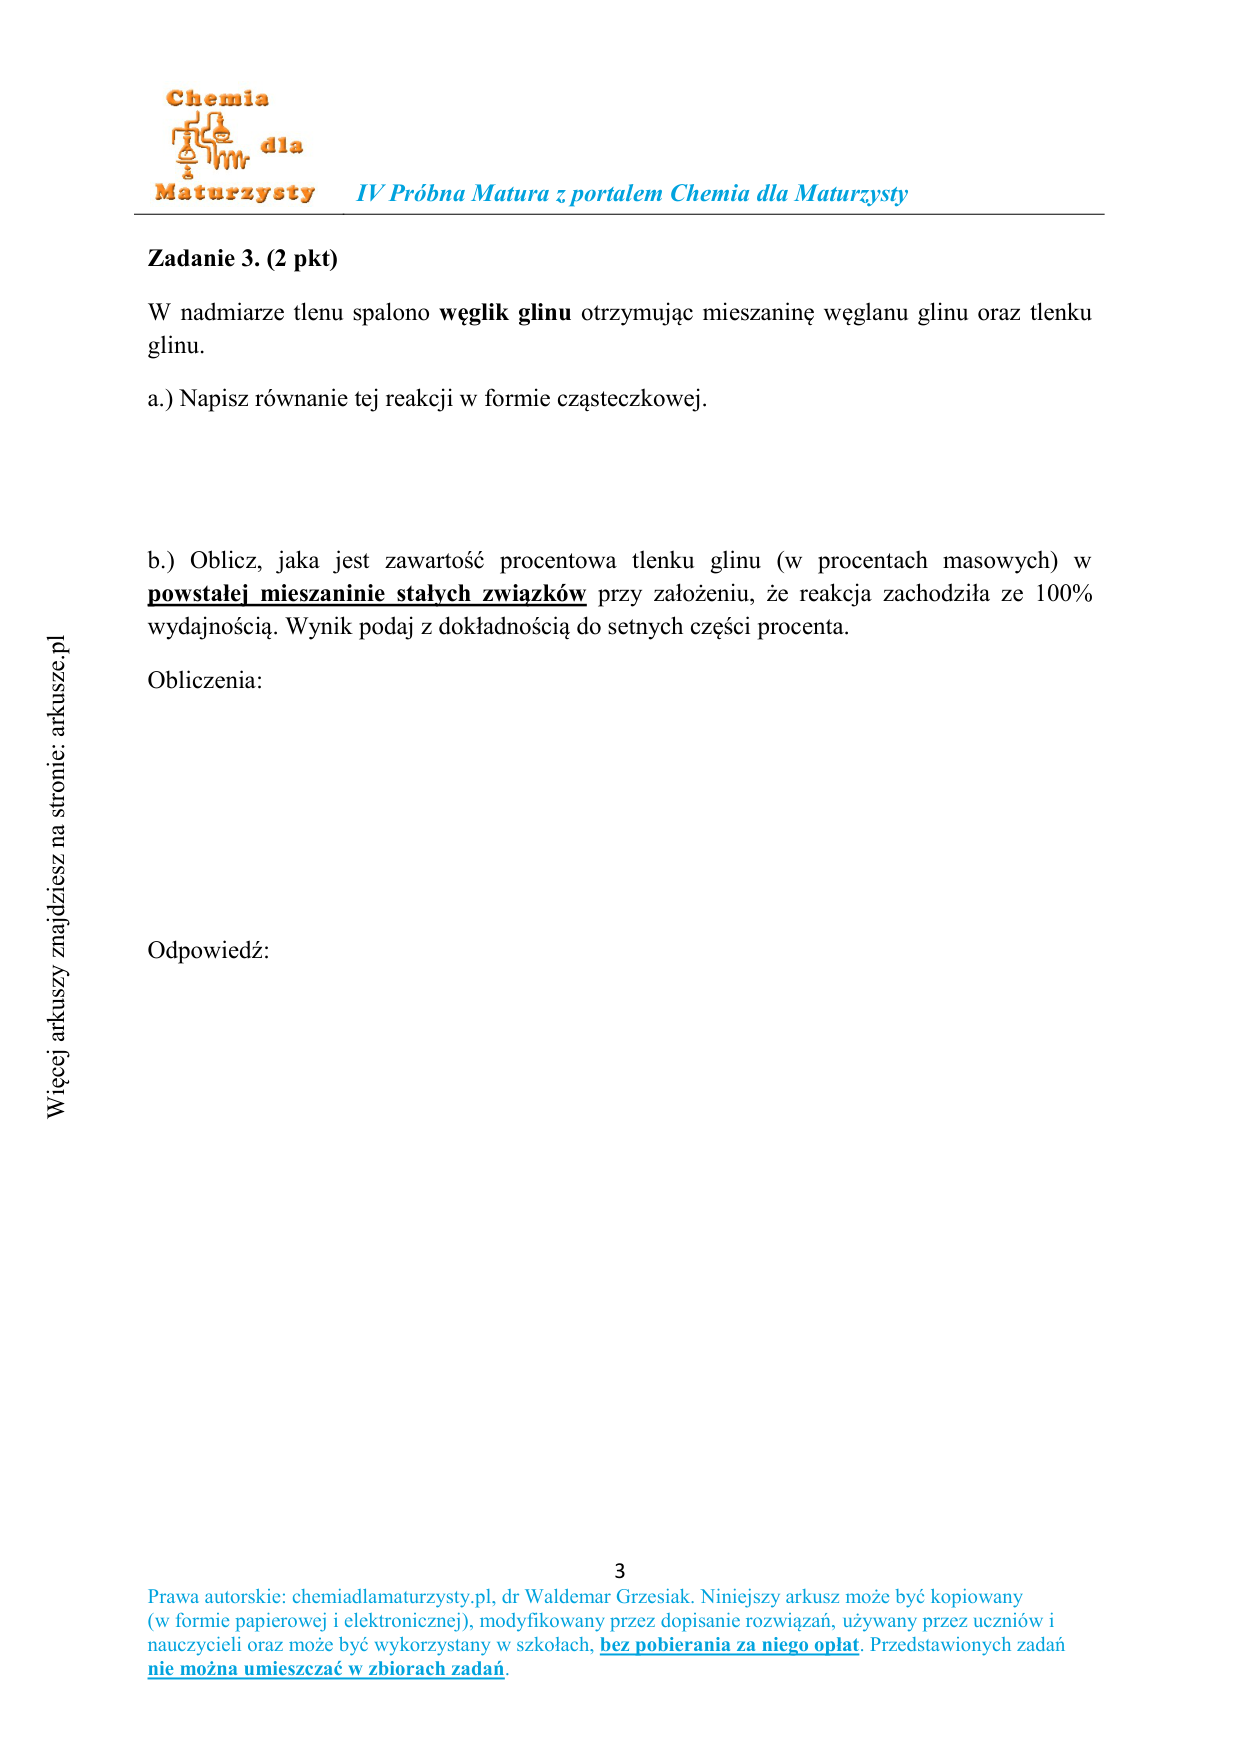 Chemia
dla
Maturzysty
IV Próbna Matura z portalem Chemia dla Maturzysty
Zadanie 3. (2 pkt)
W nadmiarze tlenu spalono węglik glinu otrzymując mieszaninę węglanu glinu oraz tlenku
glinu.
a.) Napisz równanie tej reakcji w formie cząsteczkowej.
b.) Oblicz, jaka jest zawartość procentowa tlenku glinu (w procentach masowych) w
powstałej mieszaninie stałych związków przy założeniu, że reakcja zachodziła ze 100%
wydajnością. Wynik podaj z dokładnością do setnych części procenta.
Obliczenia:
Odpowiedź:
Więcej arkuszy znajdziesz na stronie: arkusze.pl
3
Prawa autorskie: chemiadlamaturzysty.pl, dr Waldemar Grzesiak. Niniejszy arkusz może być kopiowany
(w formie papierowej i elektronicznej), modyfikowany przez dopisanie rozwiązań, używany przez uczniów i
nauczycieli oraz może być wykorzystany w szkołach, bez pobierania za niego opłat. Przedstawionych zadań
nie można umieszczać w zbiorach zadań.